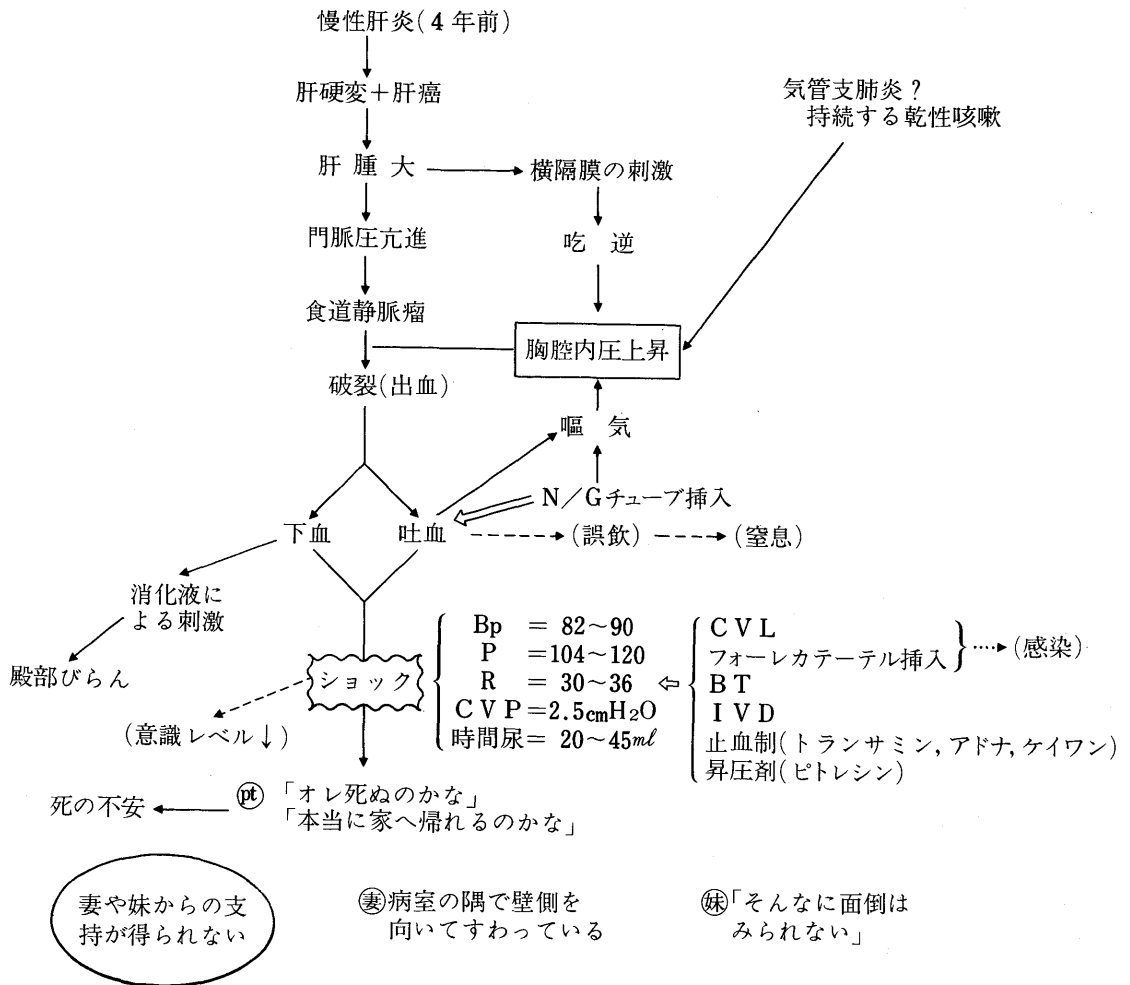 慢性肝炎(4年前)
肝硬変+肝癌
気管支肺炎?
持続する乾性咳嗽
肝腫大
横隔膜の刺激
門脈圧亢進
吃逆
食道静脈瘤
胸腔内圧上昇
破裂(出血)
嘔気
N/Gチューブ挿入
下血
吐血
(誤飲)
(窒息)
消化液に
よる刺激
殿部びらん
ショック
(意識レベル↓)
Bp = 82~90
P =104~120
R = 30~36
CVP=2.5cmH₂O
時間尿= 20~45ml
CVL
フォーレカテーテル挿入
BT
IVD
止血制(トランサミン,アドナ,ケイワン)
昇圧剤(ピトレシン)
(感染)
死の不安
pt 「オレ死ぬのかな」
「本当に家へ帰れるのかな」
妻や妹からの支
持が得られない
妻 病室の隅で壁側を
向いてすわっている
妹「そんなに面倒は
みられない」